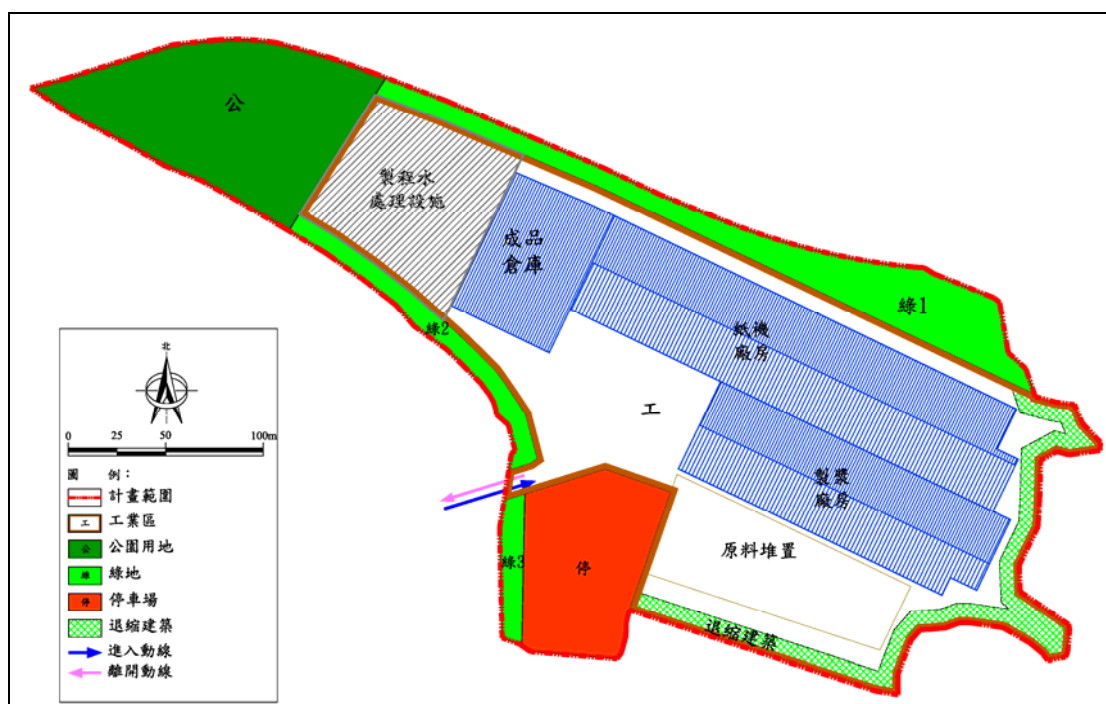 公
製程水
處理設施
成品
倉庫
綠1
紙機
廠房
綠2
工
製漿
廠房
原料堆置
綠3
停
退縮建築
北
0 25 50 100m
圖 例：
計畫範圍
工 工業區
公 公園用地
綠 綠地
停 停車場
退縮建築
進入動線
離開動線